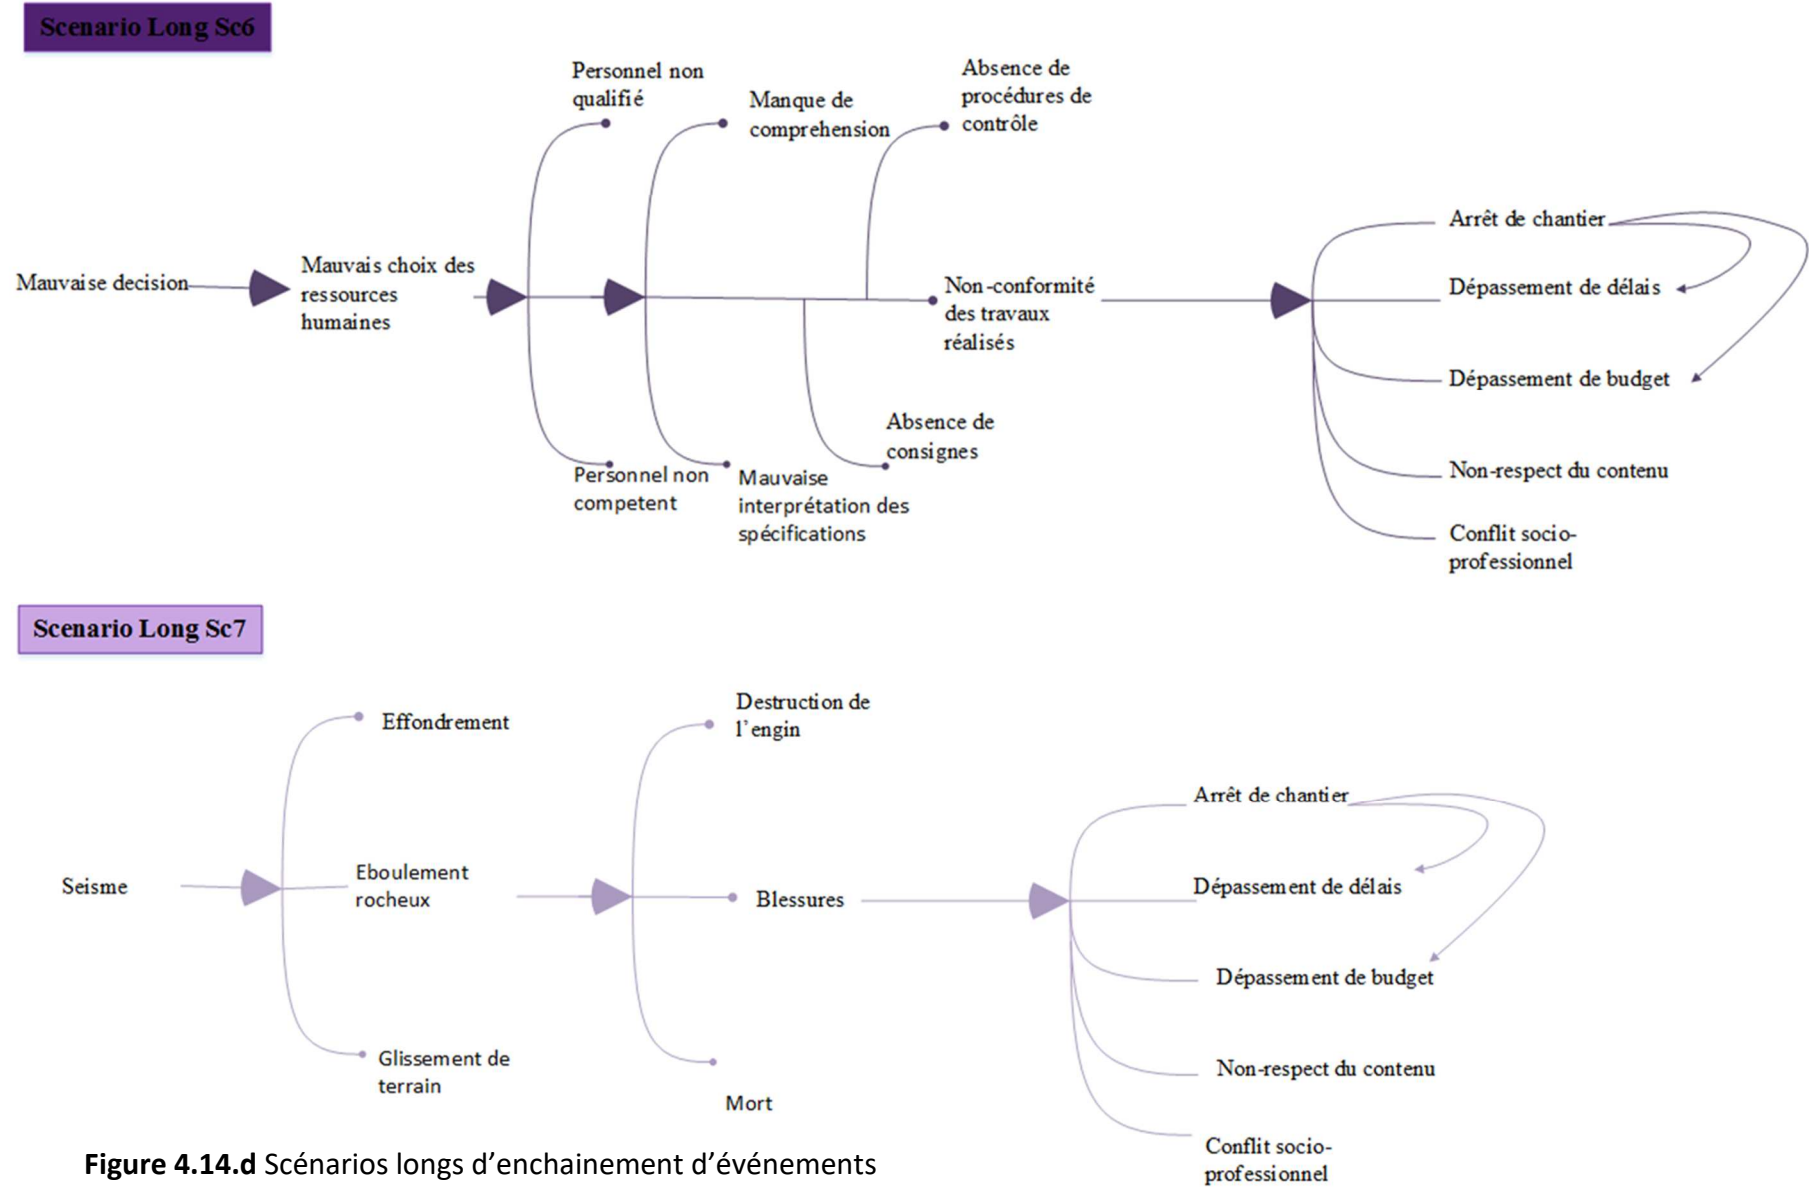 Scenario Long Sc6
Personnel non
qualifié
Manque de
comprehension
Absence de
procédures de
contrôle
Mauvaise decision
Mauvais choix des
ressources
humaines
Non-conformité
des travaux
réalisés
Absence de
consignes
Personnel non
competent
Mauvaise
interprétation des
spécifications
Arrêt de chantier
Dépassement de délais
Dépassement de budget
Non-respect du contenu
Conflit socio-
professionnel
Scenario Long Sc7
Effondrement
Destruction de
l'engin
Seisme
Eboulement
rocheux
Blessures
Glissement de
terrain
Mort
Arrêt de chantier
Dépassement de délais
Dépassement de budget
Non-respect du contenu
Conflit socio-
professionnel
Figure 4.14.d Scénarios longs d'enchainement d'événements